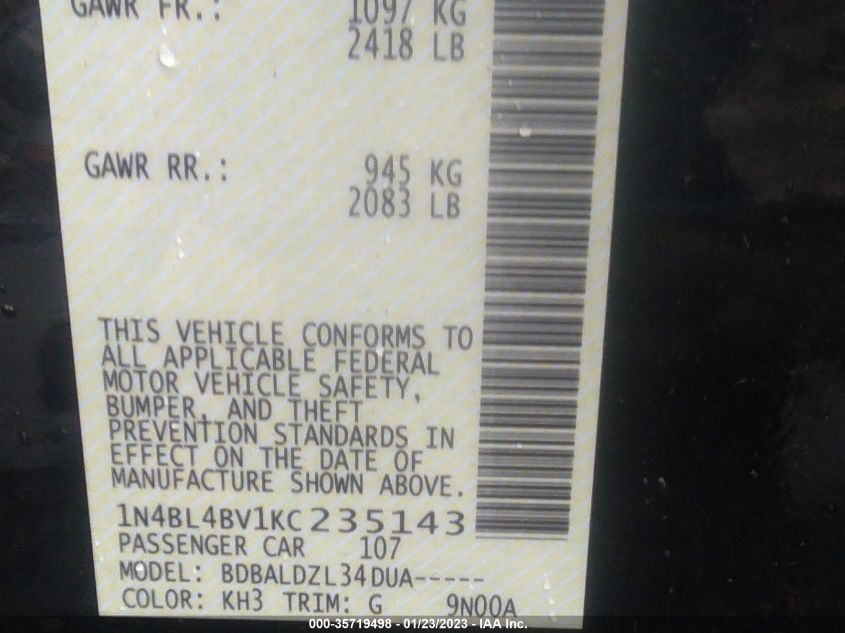 GAWR FR.: 1097 KG
2418 LB
GAWR RR.: 945 KG
2083 LB
THIS VEHICLE CONFORMS TO
ALL APPLICABLE FEDERAL
MOTOR VEHICLE SAFETY,
BUMPER, AND THEFT
PREVENTION STANDARDS IN
EFFECT ON THE DATE OF
MANUFACTURE SHOWN ABOVE.
1N4BL4BV1KC235143
PASSENGER CAR 107
MODEL: BDBALDZL34DUA-----
COLOR: KH3 TRIM: G 9N00A
000-35719498 - 01/23/2023 - IAA Inc.